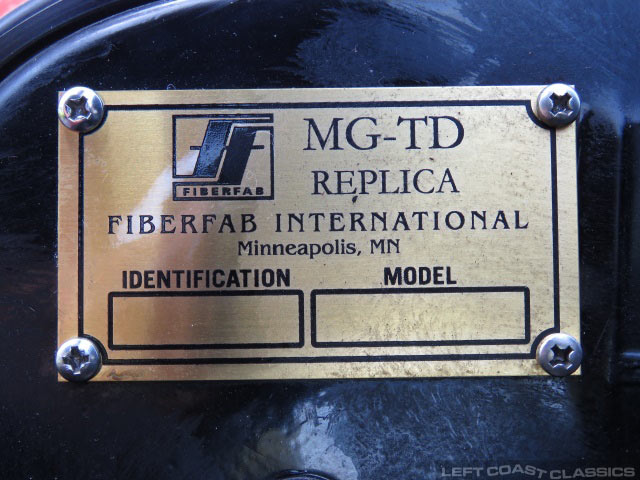 MG-TD
REPLICA
FIBERFAB
FIBERFAB INTERNATIONAL
Minneapolis, MN
IDENTIFICATION MODEL
LEFT COAST CLASSICS